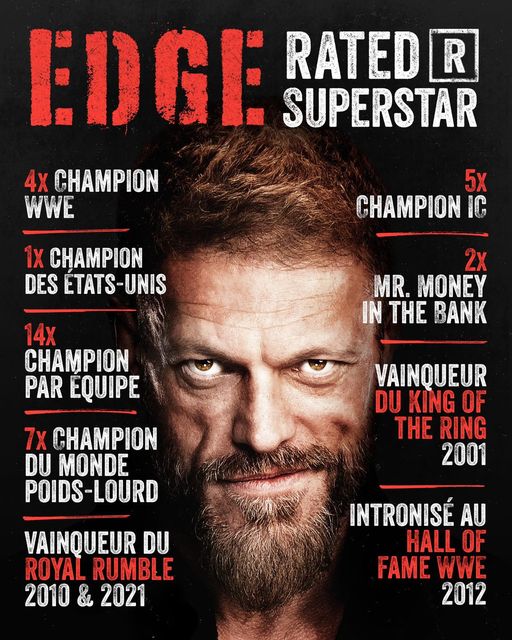 EDGE
RATED R
SUPERSTAR
4x CHAMPION
WWE
1x CHAMPION
DES ÉTATS-UNIS
14x
CHAMPION
PAR ÉQUIPE
7x CHAMPION
DU MONDE
POIDS-LOURD
VAINQUEUR DU
ROYAL RUMBLE
2010 & 2021
5x
CHAMPION IC
2x
MR. MONEY
IN THE BANK
VAINQUEUR
DU KING OF
THE RING
2001
INTRONISÉ AU
HALL OF
FAME WWE
2012